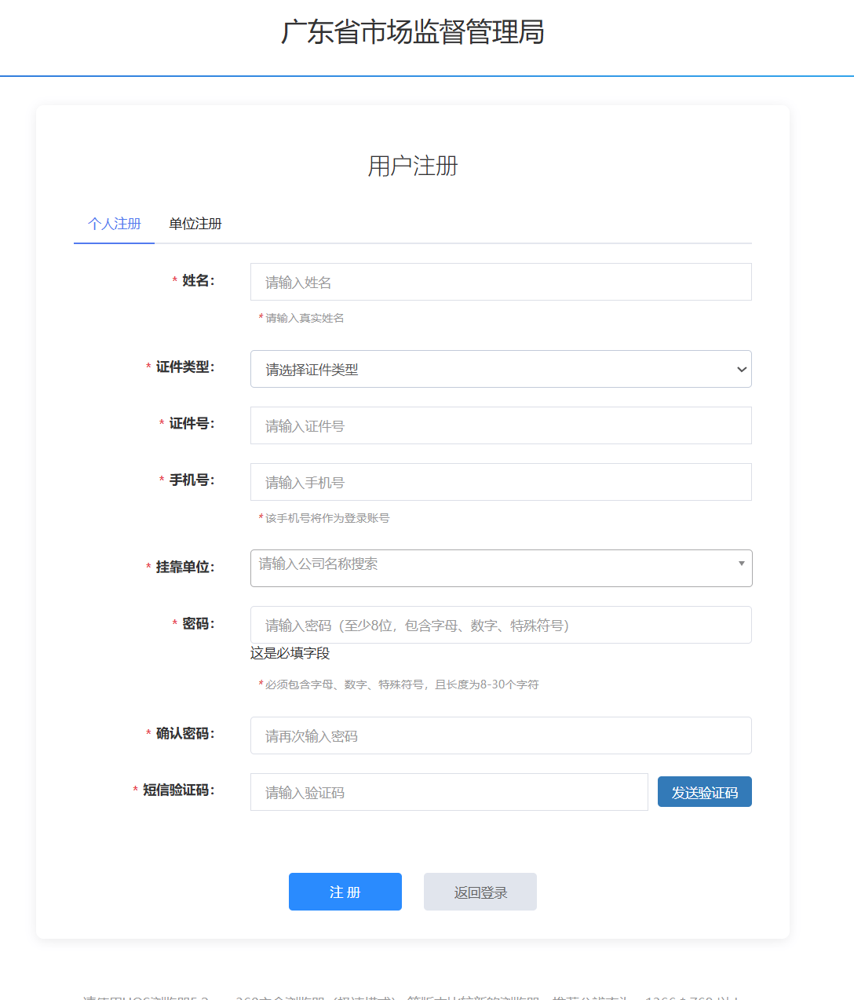 广东省市场监督管理局
用户注册
个人注册 单位注册
* 姓名： 请输入姓名
*请输入真实姓名
* 证件类型： 请选择证件类型
* 证件号： 请输入证件号
* 手机号： 请输入手机号
*该手机号将作为登录账号
* 挂靠单位： 请输入公司名称搜索
* 密码： 请输入密码（至少8位，包含字母、数字、特殊符号）
这是必填字段
*必须包含字母、数字、特殊符号，且长度为8-30个字符
* 确认密码： 请再次输入密码
* 短信验证码： 请输入验证码 发送验证码
注 册 返回登录